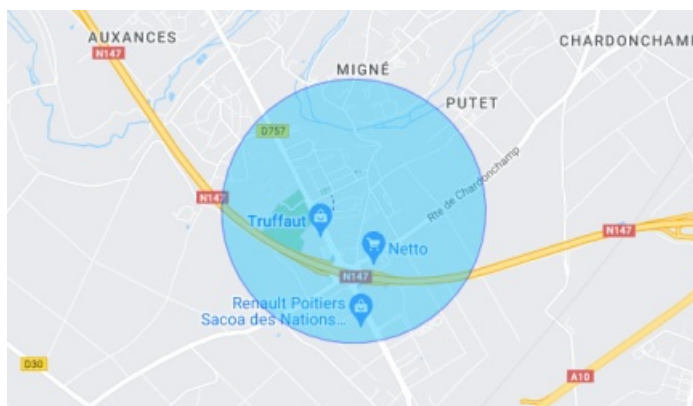 AUXANCES
N147
CHARDONCHAMP
MIGNÉ
PUTET
D757
N147
Rte de Chardonchamp
Truffaut
N147
Netto
N147
Renault Poitiers
Sacoa des Nations...
D30
A10